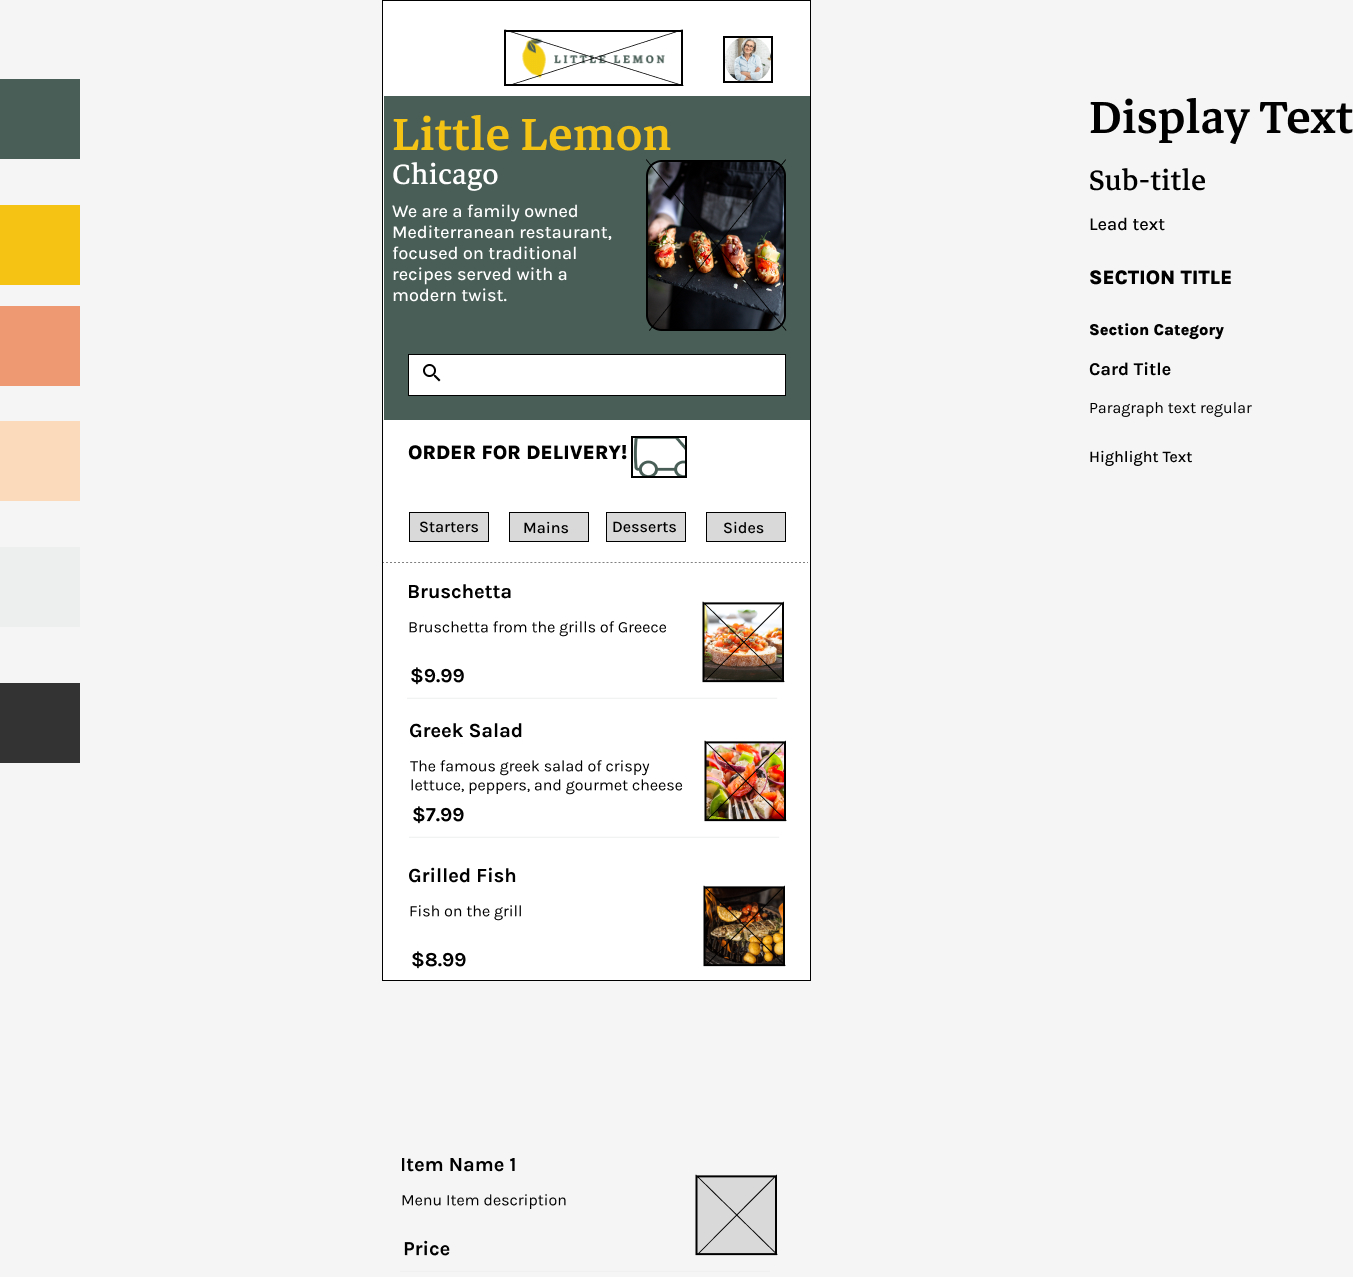 LITTLE LEMON
Little Lemon
Chicago
We are a family owned
Mediterranean restaurant,
focused on traditional
recipes served with a
modern twist.
ORDER FOR DELIVERY!
Starters
Mains
Desserts
Sides
Bruschetta
Bruschetta from the grills of Greece
$9.99
Greek Salad
The famous greek salad of crispy
lettuce, peppers, and gourmet cheese
$7.99
Grilled Fish
Fish on the grill
$8.99
Item Name 1
Menu Item description
Price
Display Text
Sub-title
Lead text
SECTION TITLE
Section Category
Card Title
Paragraph text regular
Highlight Text